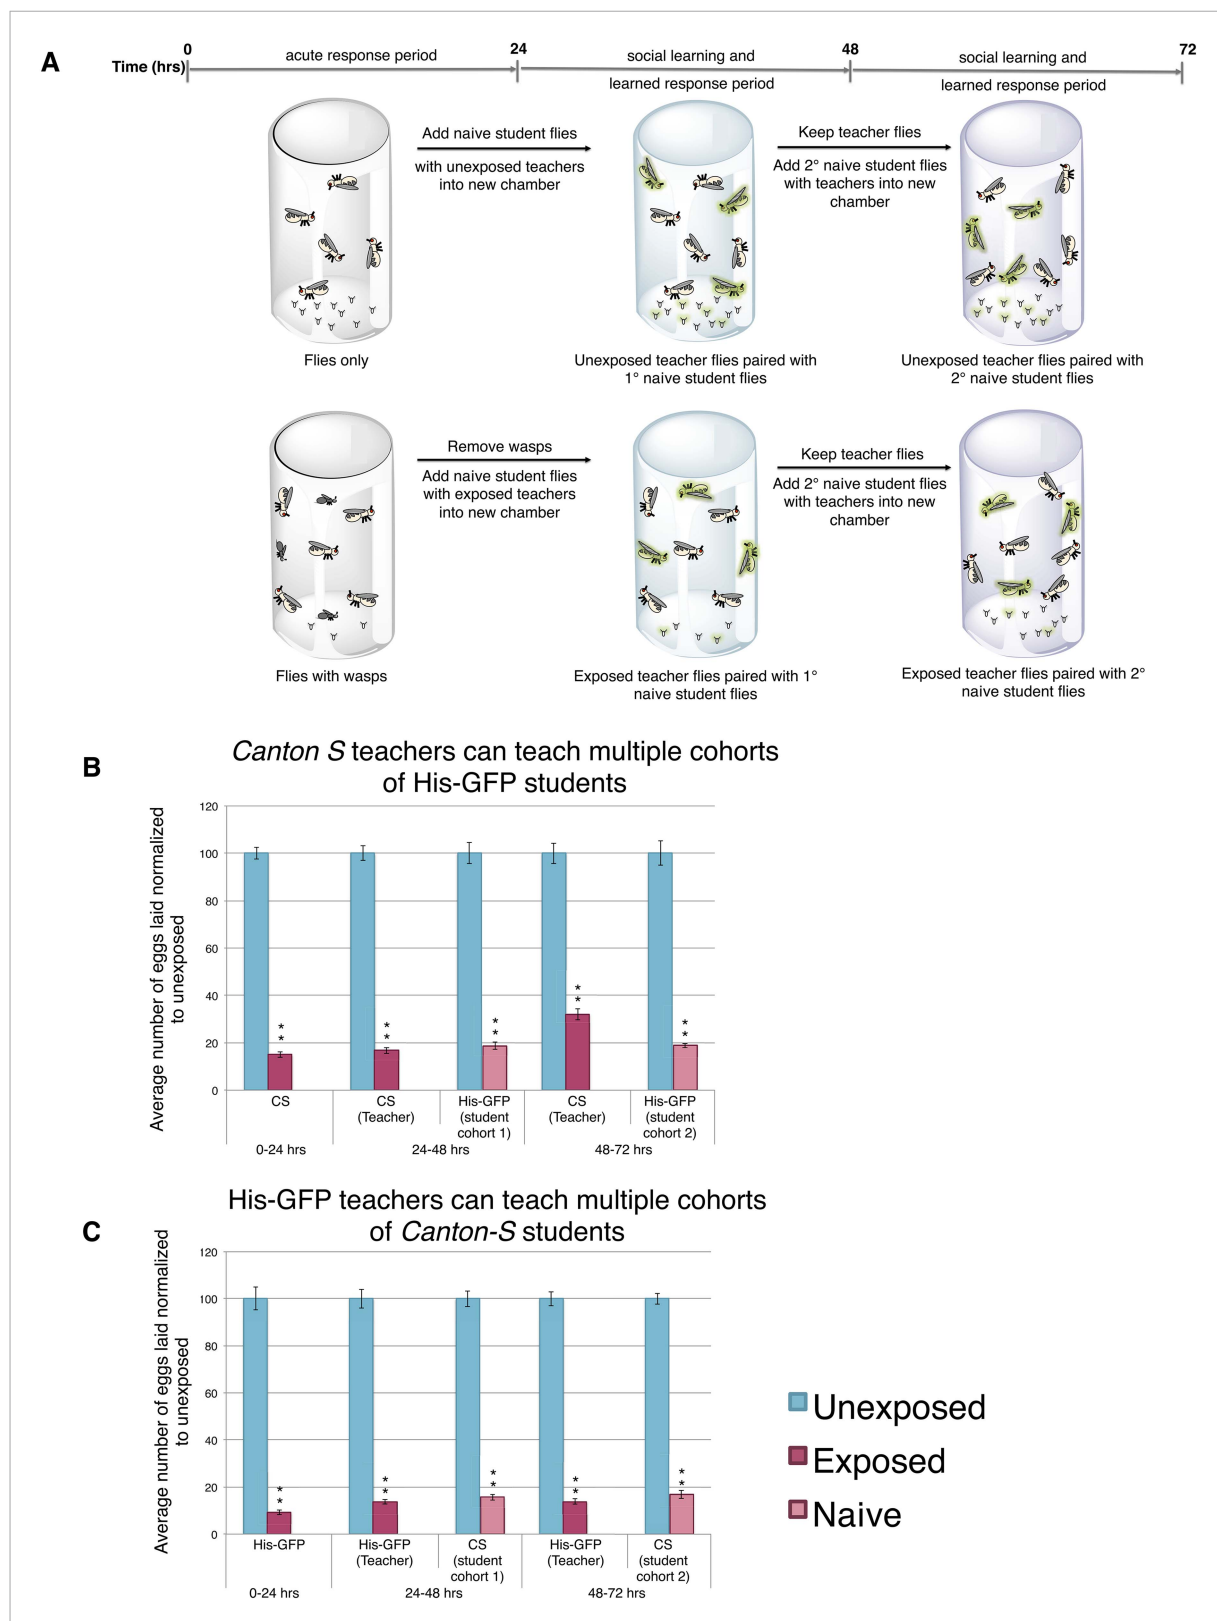 A
Time (hrs)
0
acute response period
24
social learning and
learned response period
48
social learning and
learned response period
72
Add naive student flies
with unexposed teachers
into new chamber
Keep teacher flies
Add 2° naive student flies
with teachers into new
chamber
Flies only
Unexposed teacher flies paired with
1° naive student flies
Unexposed teacher flies paired with
2° naive student flies
Remove wasps
Add naive student flies
with exposed teachers
into new chamber
Keep teacher flies
Add 2° naive student flies
with teachers into new
chamber
Flies with wasps
Exposed teacher flies paired with 1°
naive student flies
Exposed teacher flies paired with 2°
naive student flies
B
Canton S teachers can teach multiple cohorts
of His-GFP students
Average number of eggs laid normalized
to unexposed
120
100
80
60
40
20
0
*
*
*
*
*
*
*
*
*
*
CS
CS
(Teacher)
His-GFP
(student
cohort 1)
CS
(Teacher)
His-GFP
(student
cohort 2)
0-24 hrs
24-48 hrs
48-72 hrs
C
His-GFP teachers can teach multiple cohorts
of Canton-S students
Average number of eggs laid normalized
to unexposed
120
100
80
60
40
20
0
*
*
*
*
*
*
*
*
*
*
His-GFP
His-GFP
(Teacher)
CS
(student
cohort 1)
His-GFP
(Teacher)
CS
(student
cohort 2)
0-24 hrs
24-48 hrs
48-72 hrs
Unexposed
Exposed
Naive